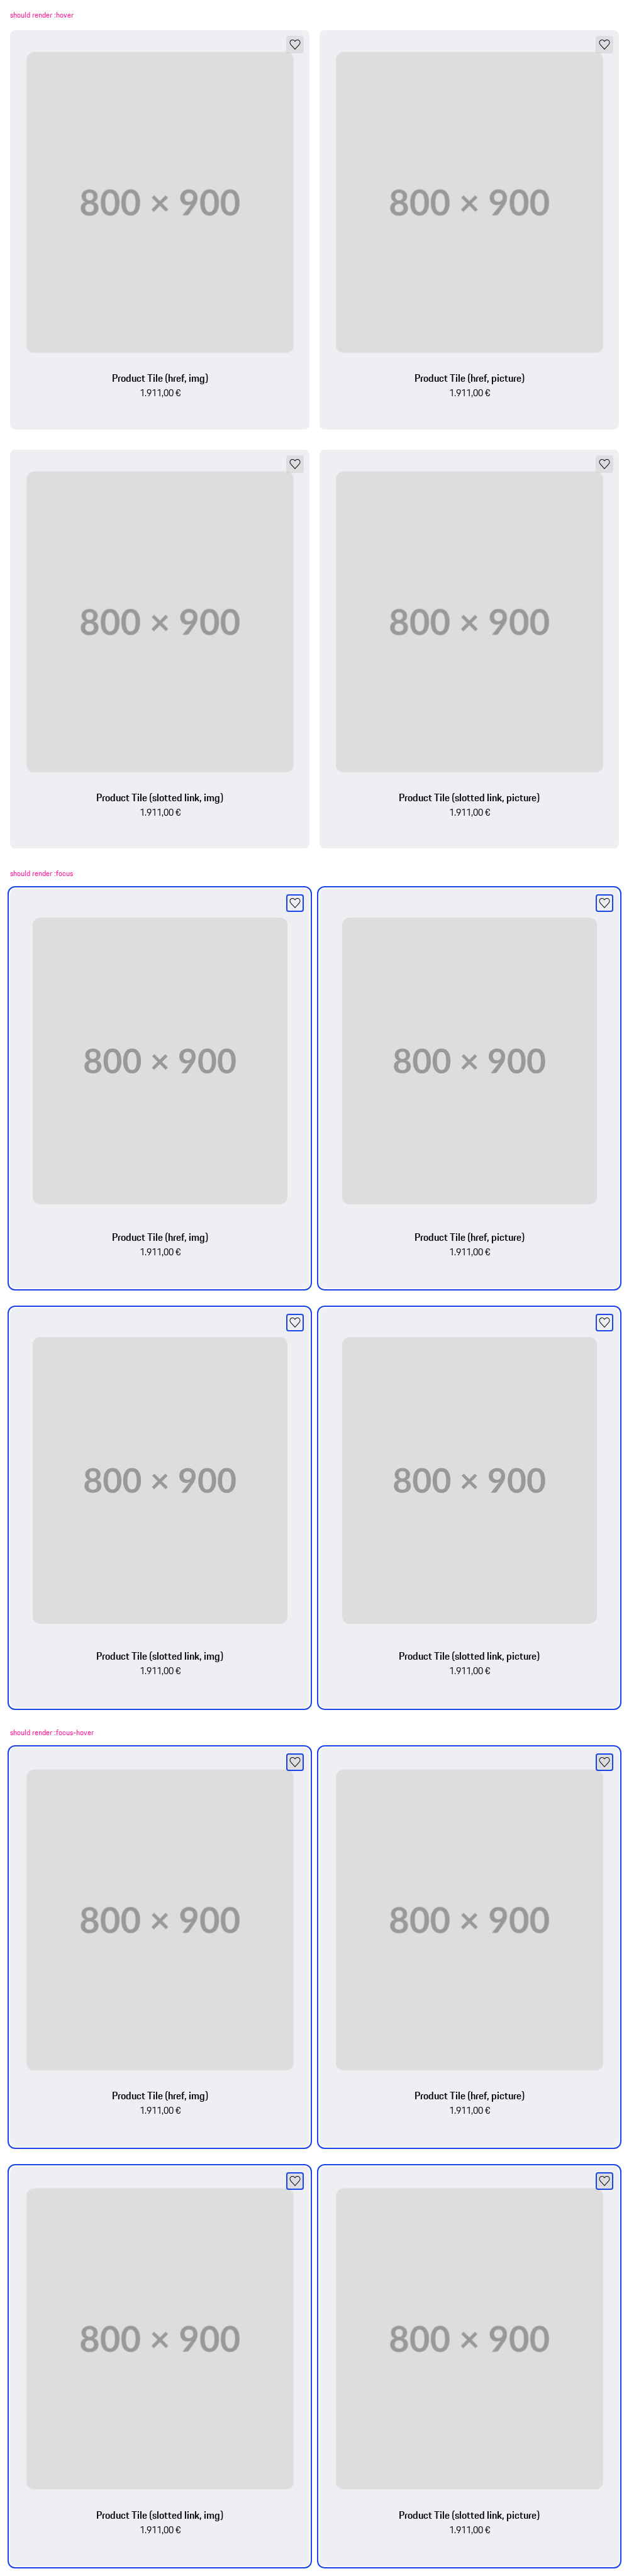 should render :hover
800 × 900
800 × 900
Product Tile (href, img)
Product Tile (href, picture)
1.911,00 €
1.911,00 €
800 × 900
800 × 900
Product Tile (slotted link, img)
Product Tile (slotted link, picture)
1.911,00 €
1.911,00 €
should render :focus
800 × 900
800 × 900
Product Tile (href, img)
Product Tile (href, picture)
1.911,00 €
1.911,00 €
800 × 900
800 × 900
Product Tile (slotted link, img)
Product Tile (slotted link, picture)
1.911,00 €
1.911,00 €
should render :focus-hover
800 × 900
800 × 900
Product Tile (href, img)
Product Tile (href, picture)
1.911,00 €
1.911,00 €
800 × 900
800 × 900
Product Tile (slotted link, img)
Product Tile (slotted link, picture)
1.911,00 €
1.911,00 €